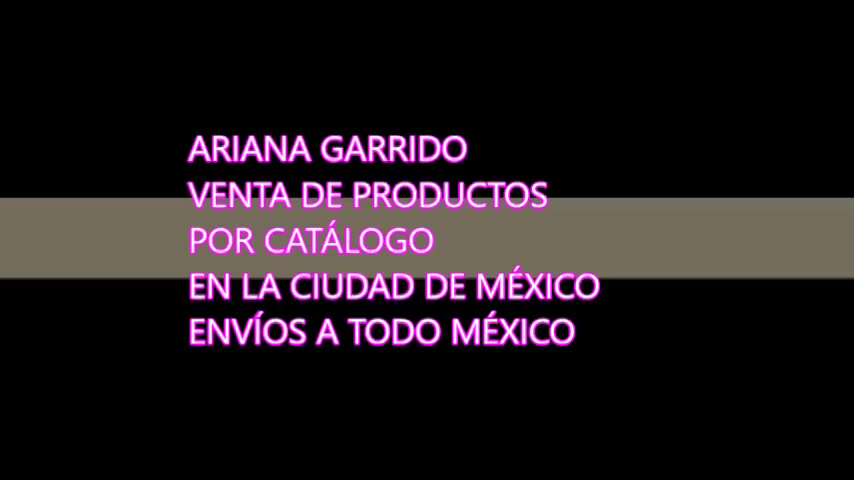 ARIANA GARRIDO
VENTA DE PRODUCTOS
POR CATÁLOGO
EN LA CIUDAD DE MÉXICO
ENVÍOS A TODO MÉXICO